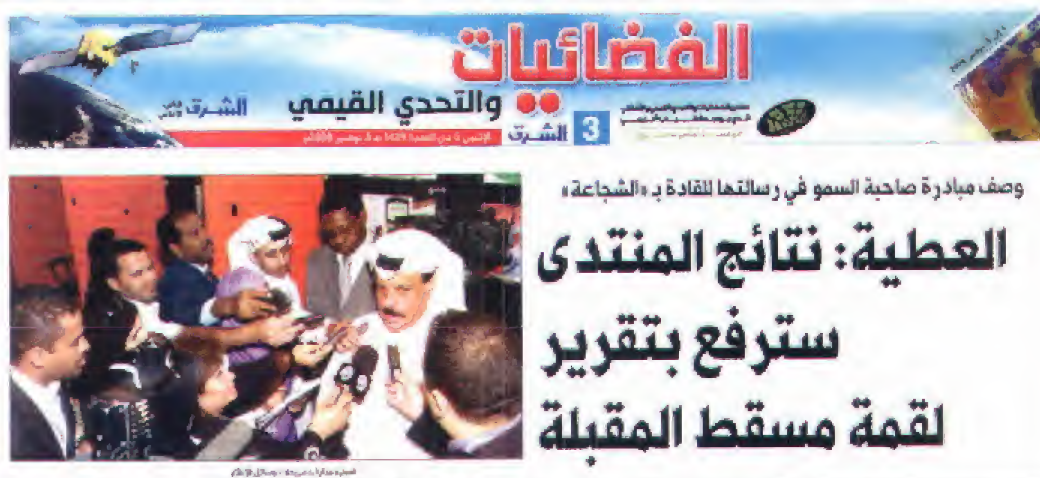 الفضائيات
والتحدي القيمي
الشرق
3 الشرق
وصف مبادرة صاحبة السمو في رسالتها للقادة بـ «الشجاعة»
العطية: نتائج المنتدى
سترفع بتقرير
لقمة مسقط المقبلة